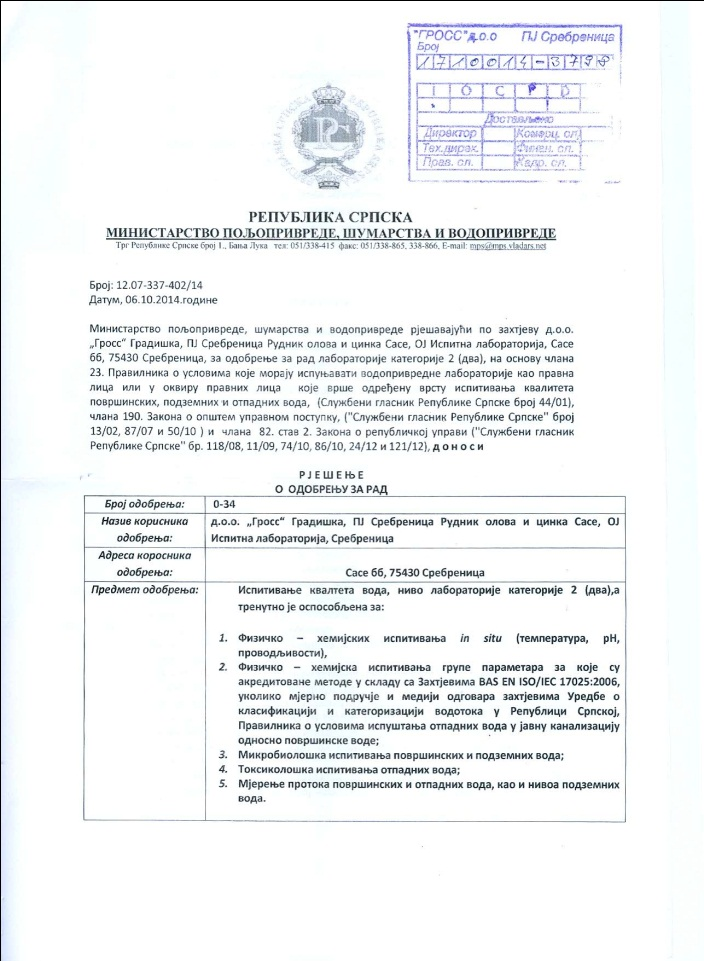 "ГРОСС"д.о.о ПЈ Сребреница
Број
I О С Р D
Достављено
Директор Комерц. сл.
Тех.дирек. Финан. сл.
Прав. сл. Кадр. сл.
РЕПУБЛИКА СРПСКА
МИНИСТАРСТВО ПОЉОПРИВРЕДЕ, ШУМАРСТВА И ВОДОПРИВРЕДЕ
Трг Републике Српске број 1., Бања Лука тел: 051/338-415 факс: 051/338-865, 338-866, E-mail: mps@mps.vladars.net
Број: 12.07-337-402/14
Датум, 06.10.2014.године
Министарство пољопривреде, шумарства и водопривреде рјешавајући по захтјеву д.о.о.
„Гросс“ Градишка, ПЈ Сребреница Рудник олова и цинка Сасе, ОЈ Испитна лабораторија, Сасе
бб, 75430 Сребреница, за одобрење за рад лабораторије категорије 2 (два), на основу члана
23. Правилника о условима које морају испуњавати водопривредне лабораторије као правна
лица или у оквиру правних лица које врше одређену врсту испитивања квалитета
површинских, подземних и отпадних вода, (Службени гласник Републике Српске број 44/01),
члана 190. Закона о општем управном поступку, ("Службени гласник Републике Српске" број
13/02, 87/07 и 50/10 ) и члана 82. став 2. Закона о републичкој управи ("Службени гласник
Републике Српске" бр. 118/08, 11/09, 74/10, 86/10, 24/12 и 121/12), д о н о с и
Р Ј Е Ш Е Њ Е
О ОДОБРЕЊУ ЗА РАД
Број одобрења: 0-34
Назив корисника одобрења: д.о.о. „Гросс“ Градишка, ПЈ Сребреница Рудник олова и цинка Сасе, ОЈ
Испитна лабораторија, Сребреница
Адреса коросника одобрења: Сасе бб, 75430 Сребреница
Предмет одобрења: Испитивање квалтета вода, ниво лабораторије категорије 2 (два),а
тренутно је оспособљена за:
1. Физичко – хемијских испитивања in situ (температура, pH,
проводљивости),
2. Физичко – хемијска испитивања групе параметара за које су
акредитоване методе у складу са Захтјевима BAS EN ISO/IEC 17025:2006,
уколико мјерно подручје и медији одговара захтјевима Уредбе о
класификацији и категоризацији водотока у Републици Српској,
Правилника о условима испуштања отпадних вода у јавну канализацију
односно површинске воде;
3. Микробиолошка испитивања површинских и подземних вода;
4. Токсиколошка испитивања отпадних вода;
5. Мјерење протока површинских и отпадних вода, као и нивоа подземних
вода.